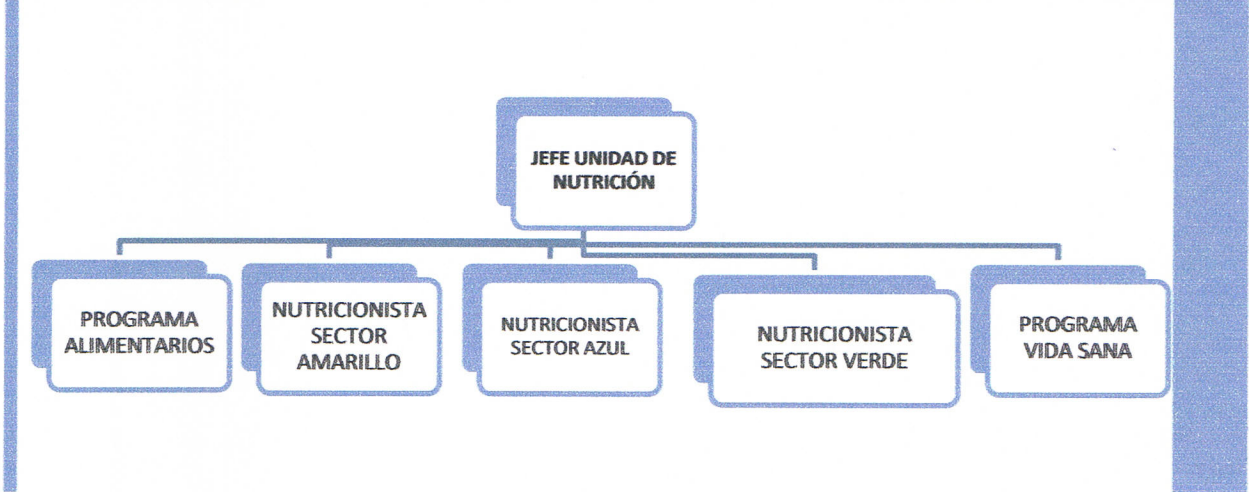 JEFE UNIDAD DE
NUTRICIÓN
PROGRAMA
ALIMENTARIOS
NUTRICIONISTA
SECTOR
AMARILLO
NUTRICIONISTA
SECTOR AZUL
NUTRICIONISTA
SECTOR VERDE
PROGRAMA
VIDA SANA